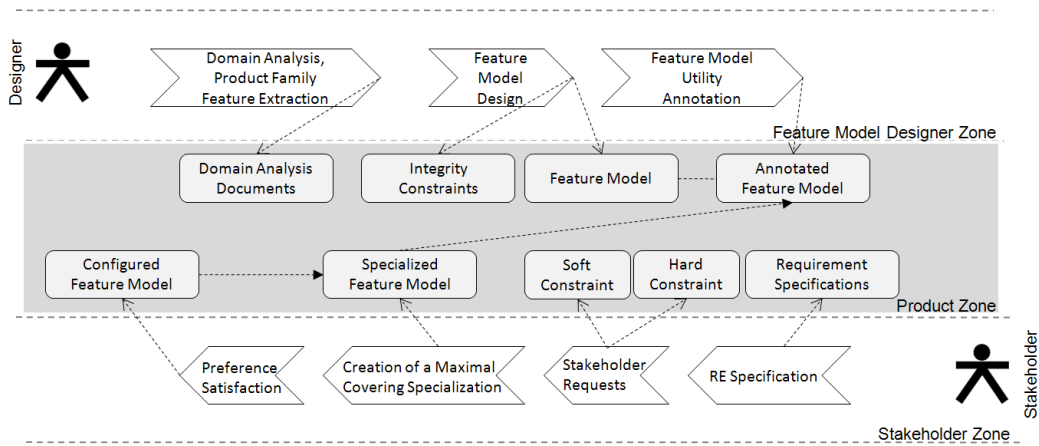 Designer
Domain Analysis,
Product Family
Feature Extraction
Feature
Model
Design
Feature Model
Utility
Annotation
Feature Model Designer Zone
Domain Analysis
Documents
Integrity
Constraints
Feature Model
Annotated
Feature Model
Configured
Feature Model
Specialized
Feature Model
Soft
Constraint
Hard
Constraint
Requirement
Specifications
Product Zone
Preference
Satisfaction
Creation of a Maximal
Covering Specialization
Stakeholder
Requests
RE Specification
Stakeholder
Stakeholder Zone